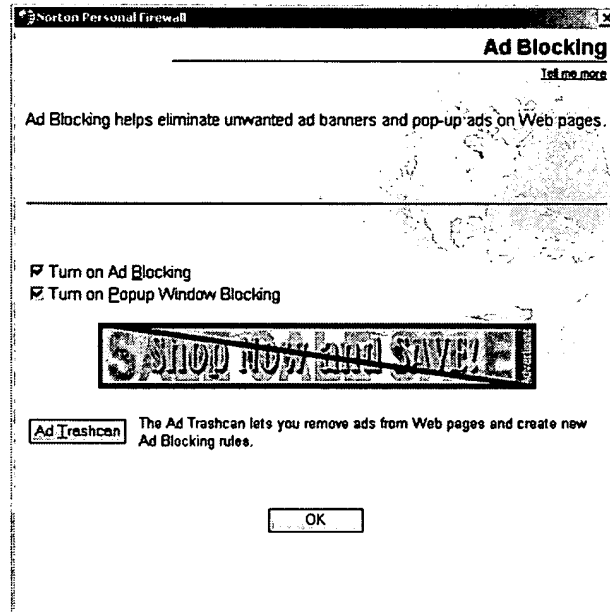 Norton Personal Firewall
Ad Blocking
Tell me more
Ad Blocking helps eliminate unwanted ad banners and pop-up ads on Web pages.
Turn on Ad Blocking
Turn on Popup Window Blocking
Shop Now and SAVE!
Advertisement
Ad Trashcan
The Ad Trashcan lets you remove ads from Web pages and create new
Ad Blocking rules.
OK